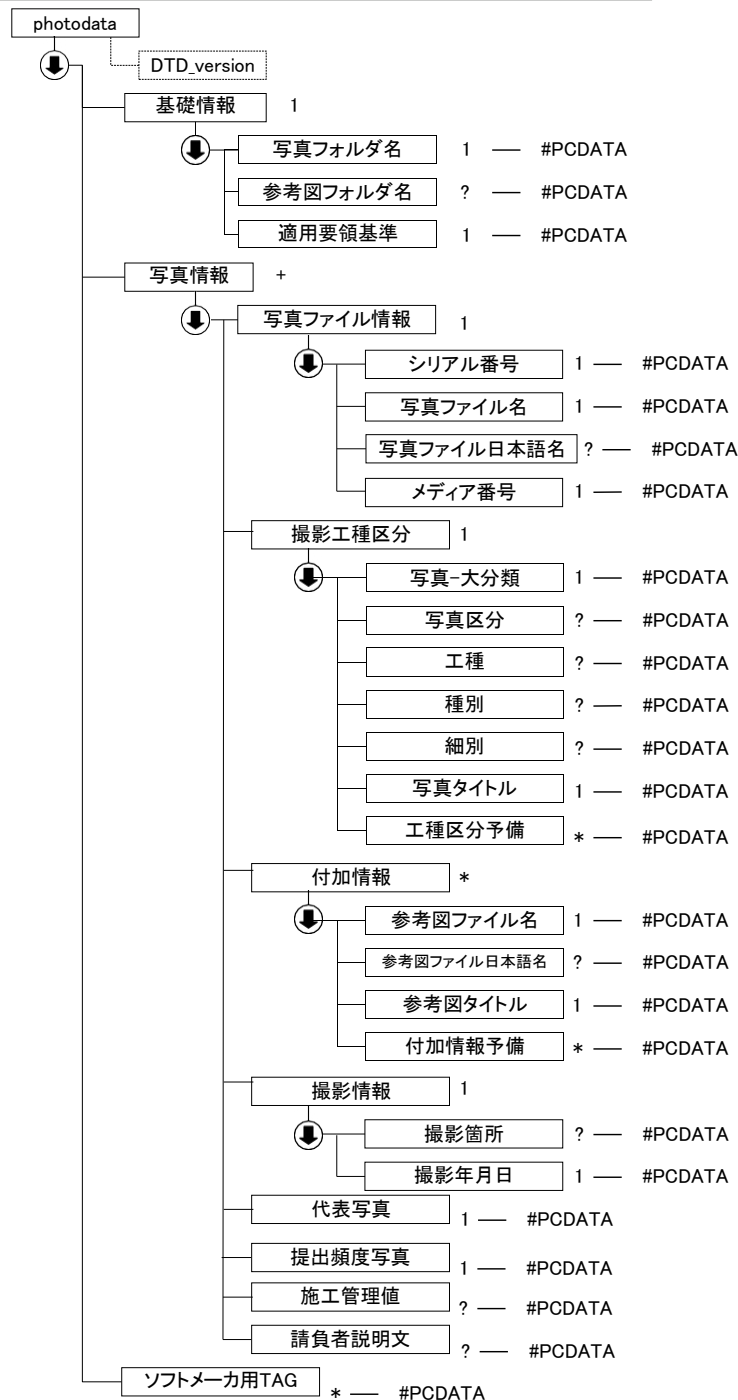 photodata
DTD_version
基礎情報 1
写真フォルダ名 1 — #PCDATA
参考図フォルダ名 ? — #PCDATA
適用要領基準 1 — #PCDATA
写真情報 +
写真ファイル情報 1
シリアル番号 1 — #PCDATA
写真ファイル名 1 — #PCDATA
写真ファイル日本語名 ? — #PCDATA
メディア番号 1 — #PCDATA
撮影工種区分 1
写真-大分類 1 — #PCDATA
写真区分 ? — #PCDATA
工種 ? — #PCDATA
種別 ? — #PCDATA
細別 ? — #PCDATA
写真タイトル 1 — #PCDATA
工種区分予備 * — #PCDATA
付加情報 *
参考図ファイル名 1 — #PCDATA
参考図ファイル日本語名 ? — #PCDATA
参考図タイトル 1 — #PCDATA
付加情報予備 * — #PCDATA
撮影情報 1
撮影箇所 ? — #PCDATA
撮影年月日 1 — #PCDATA
代表写真 1 — #PCDATA
提出頻度写真 1 — #PCDATA
施工管理値 ? — #PCDATA
請負者説明文 ? — #PCDATA
ソフトメーカ用TAG * — #PCDATA